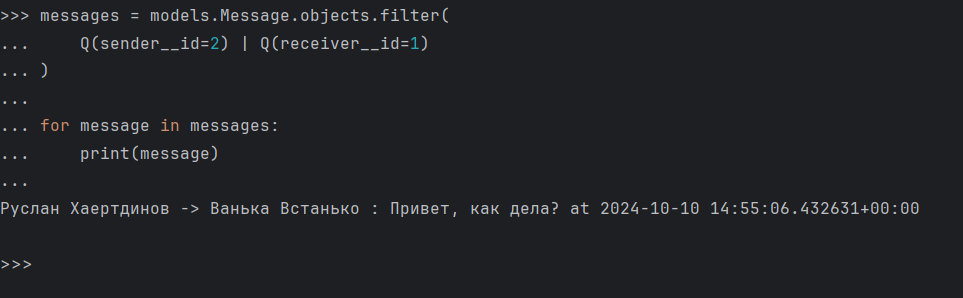 >>> messages = models.Message.objects.filter(
...     Q(sender__id=2) | Q(receiver__id=1)
... )
...
... for message in messages:
...     print(message)
...
Руслан Хаертдинов -> Ванька Встанько : Привет, как дела? at 2024-10-10 14:55:06.432631+00:00
>>>